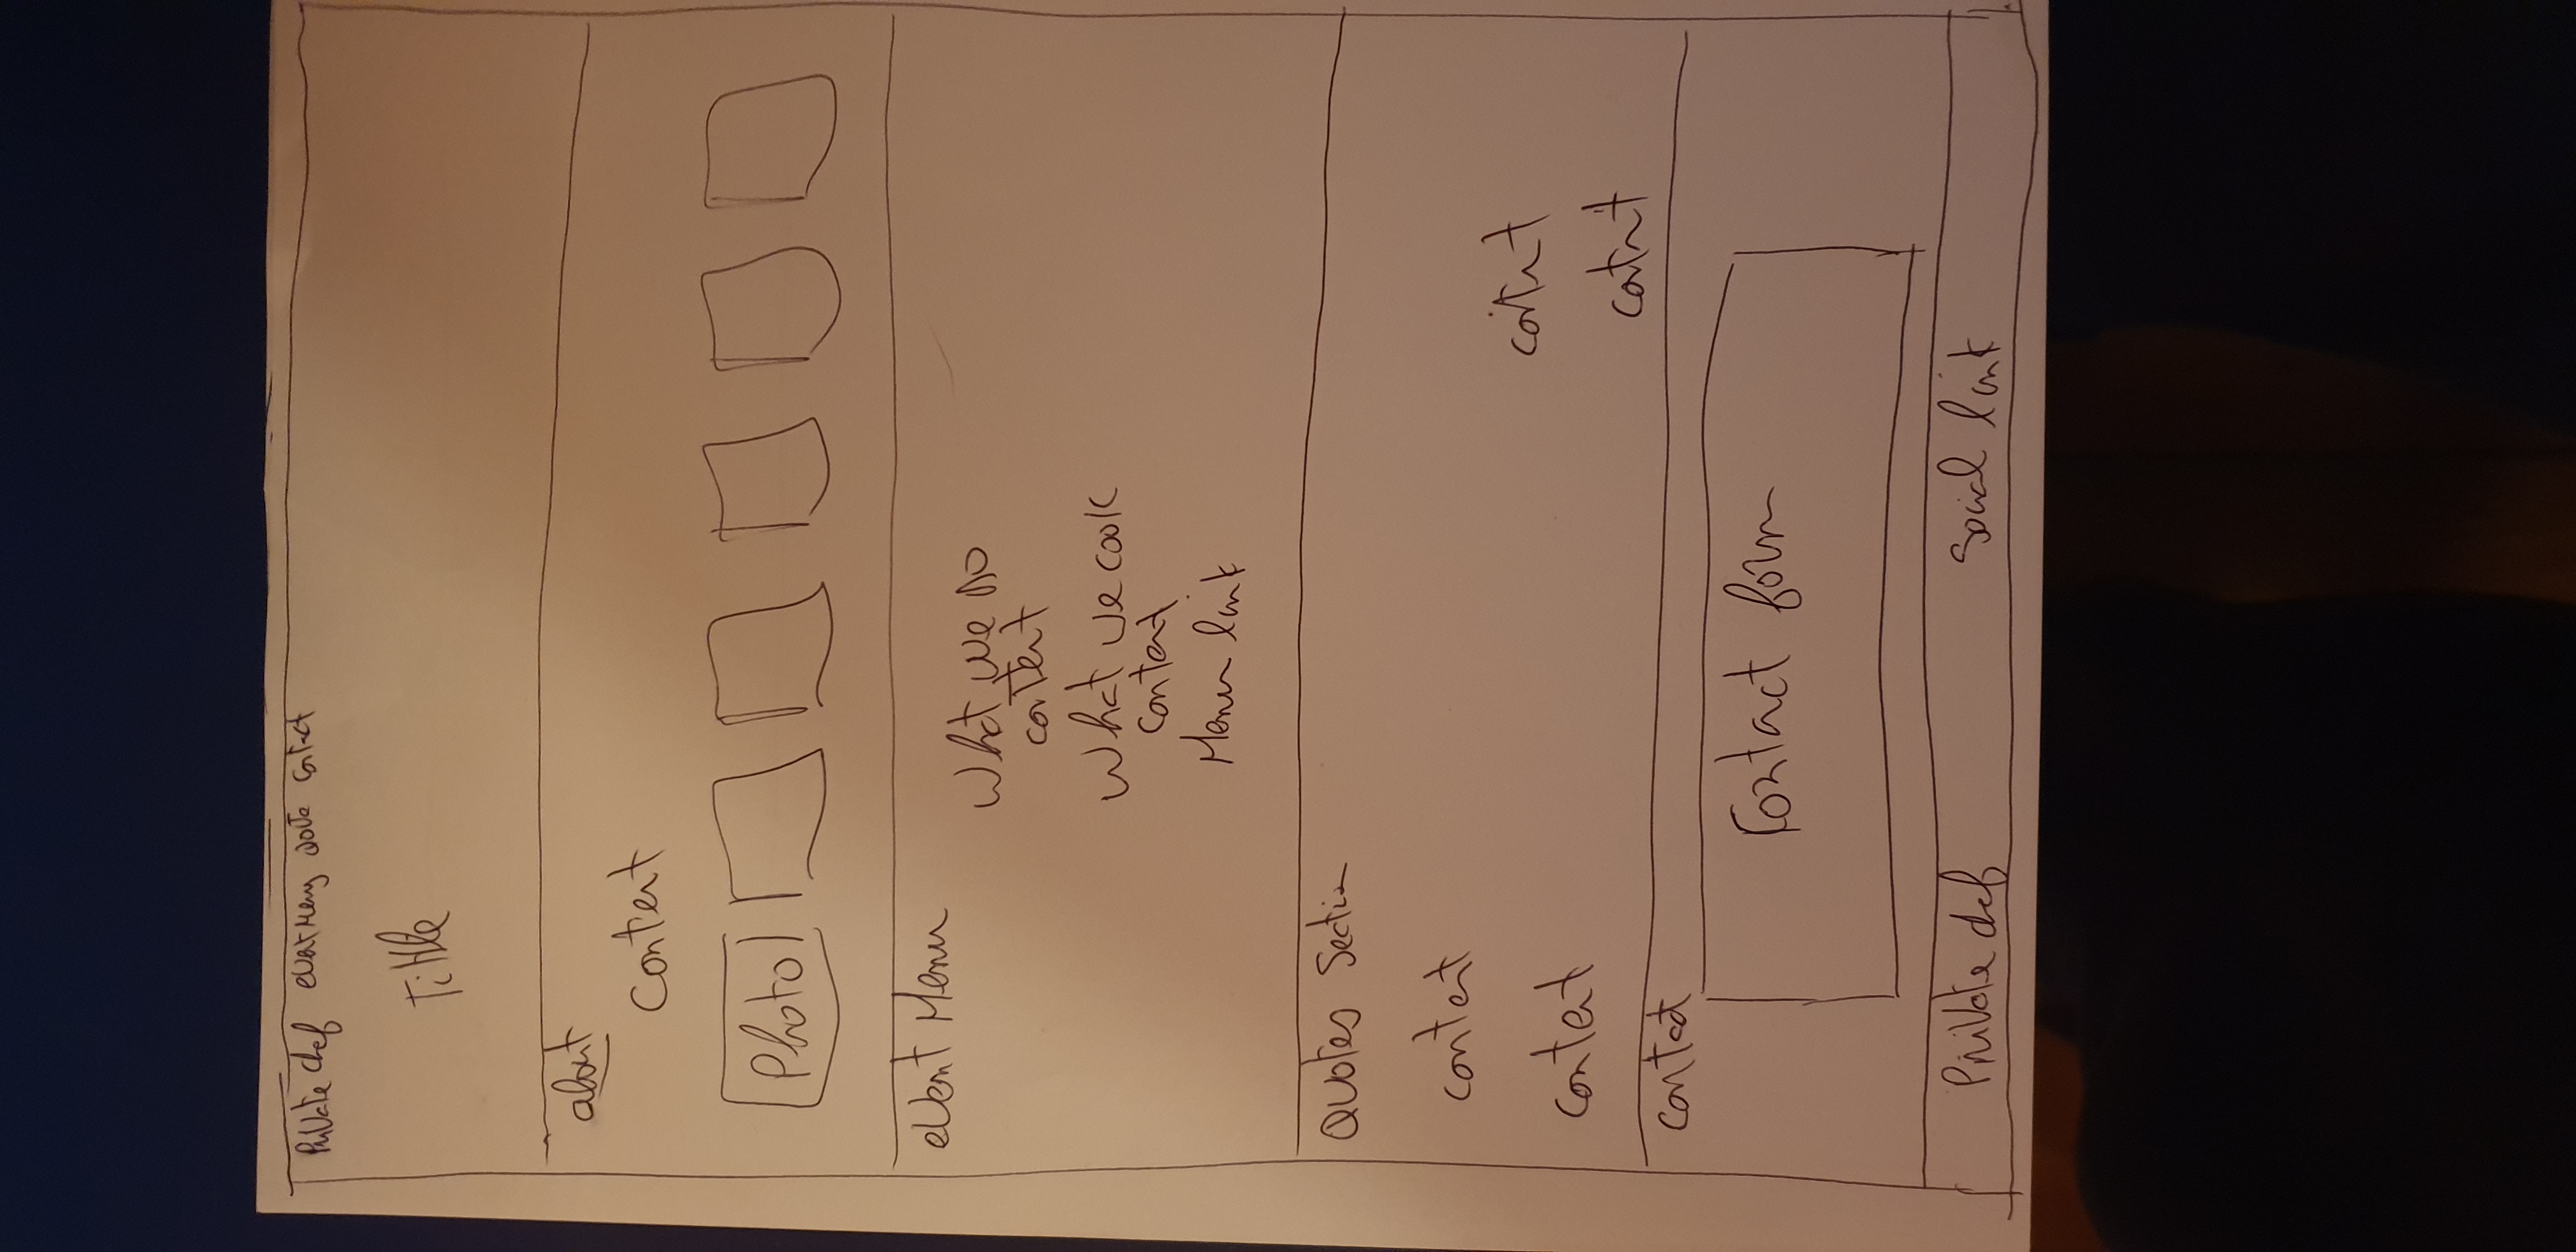 Private chef event Menu quote contact
Tittle
about
Content
Photo
event Menu
What we do
content
What we cook
content
Menu link
Quotes Section
content
content
content
content
contact
Contact form
Private chef
Social link